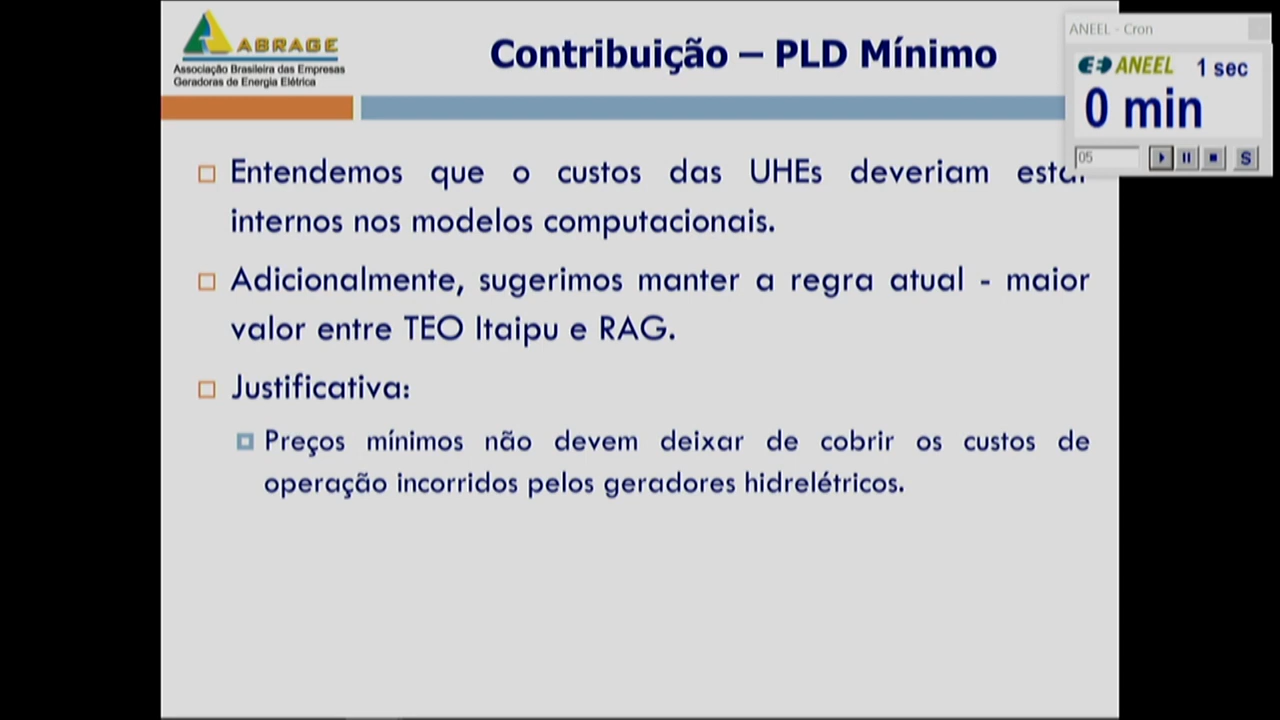 ABRAGE
Associação Brasileira das Empresas
Geradoras de Energia Elétrica
Contribuição – PLD Mínimo
ANEEL - Cron
ANEEL 1 sec
0 min
05
S
Entendemos que o custos das UHEs deveriam estar
internos nos modelos computacionais.
Adicionalmente, sugerimos manter a regra atual - maior
valor entre TEO Itaipu e RAG.
Justificativa:
Preços mínimos não devem deixar de cobrir os custos de
operação incorridos pelos geradores hidrelétricos.